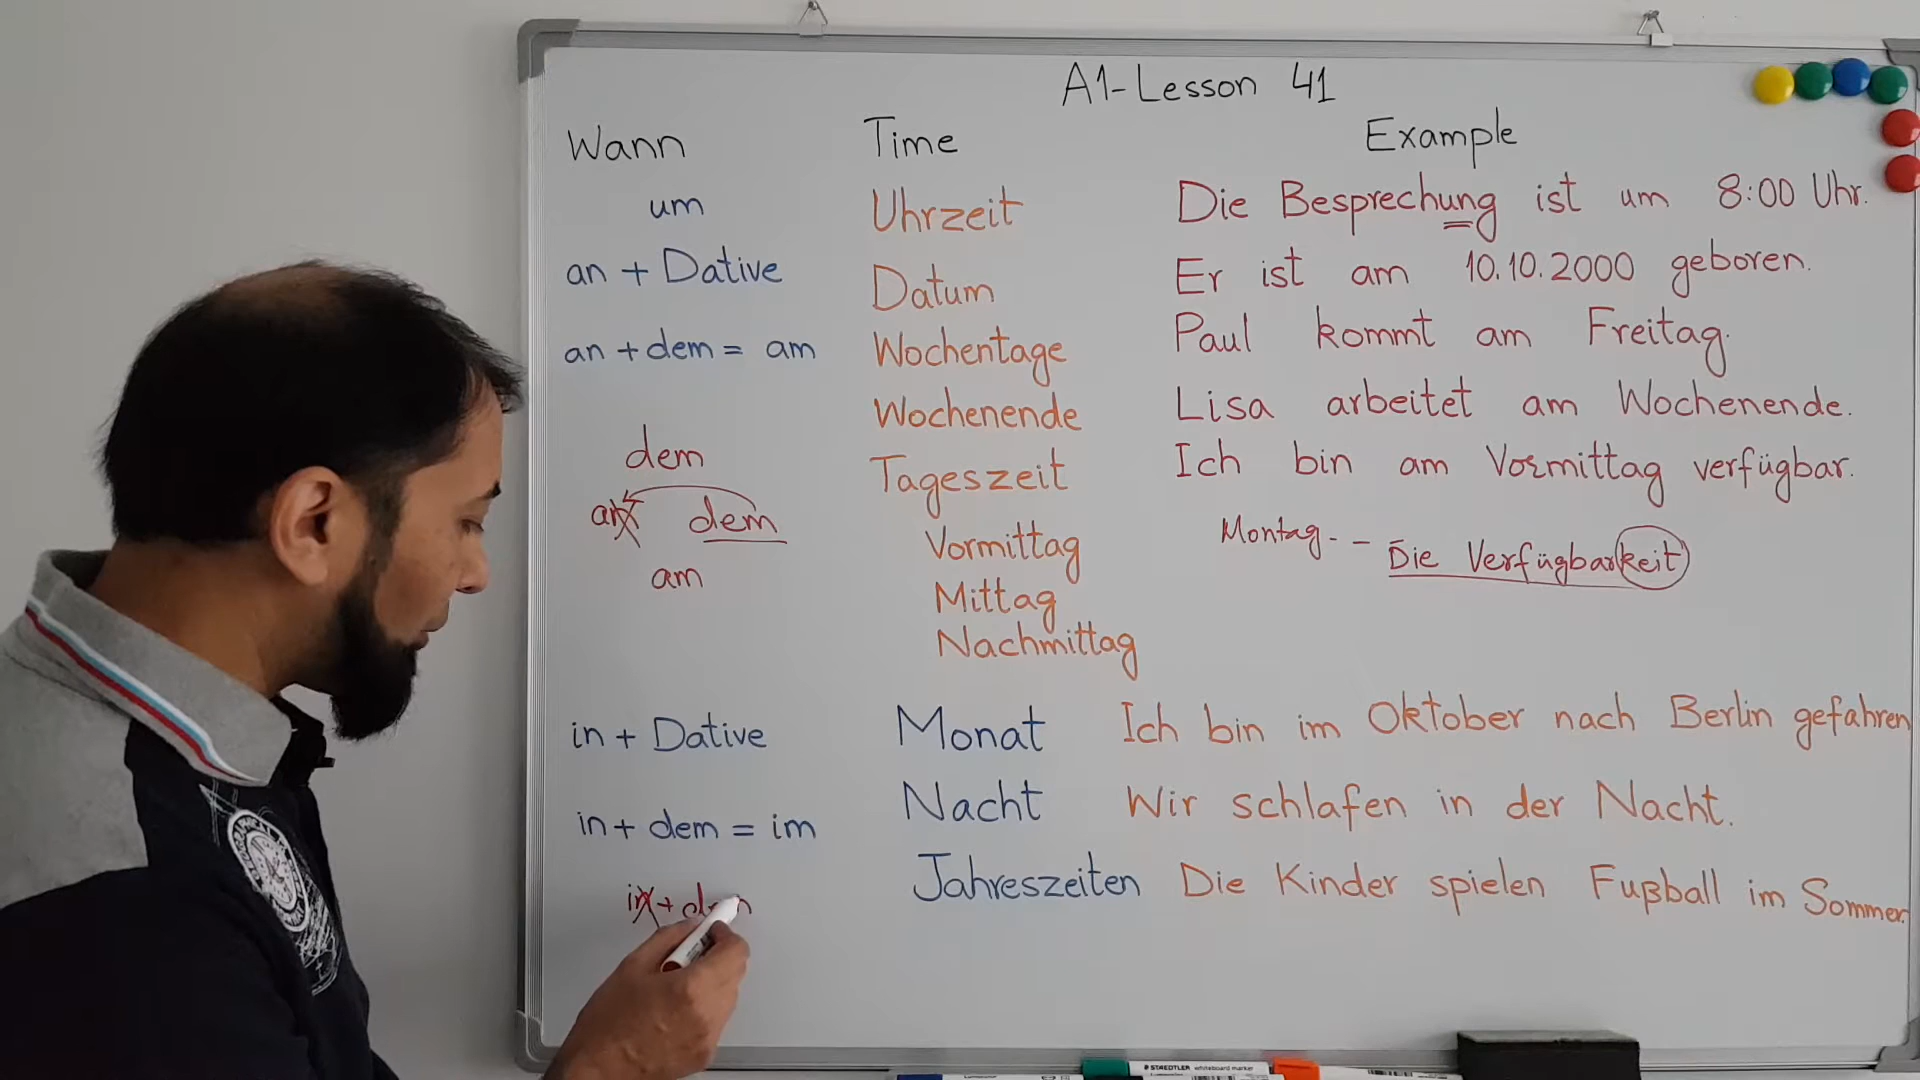 A1-Lesson 41
Wann Time Example
um Uhrzeit Die Besprechung ist um 8:00 Uhr.
an + Dative Datum Er ist am 10.10.2000 geboren.
an + dem = am Wochentage Paul kommt am Freitag.
Wochenende Lisa arbeitet am Wochenende.
dem Tageszeit Ich bin am Vormittag verfügbar.
an dem Vormittag Montag-- Die Verfügbarkeit
am Mittag
Nachmittag
in + Dative Monat Ich bin im Oktober nach Berlin gefahren
in + dem = im Nacht Wir schlafen in der Nacht.
in + Jahreszeiten Die Kinder spielen Fußball im Sommer.
STAEDTLER whiteboard marker